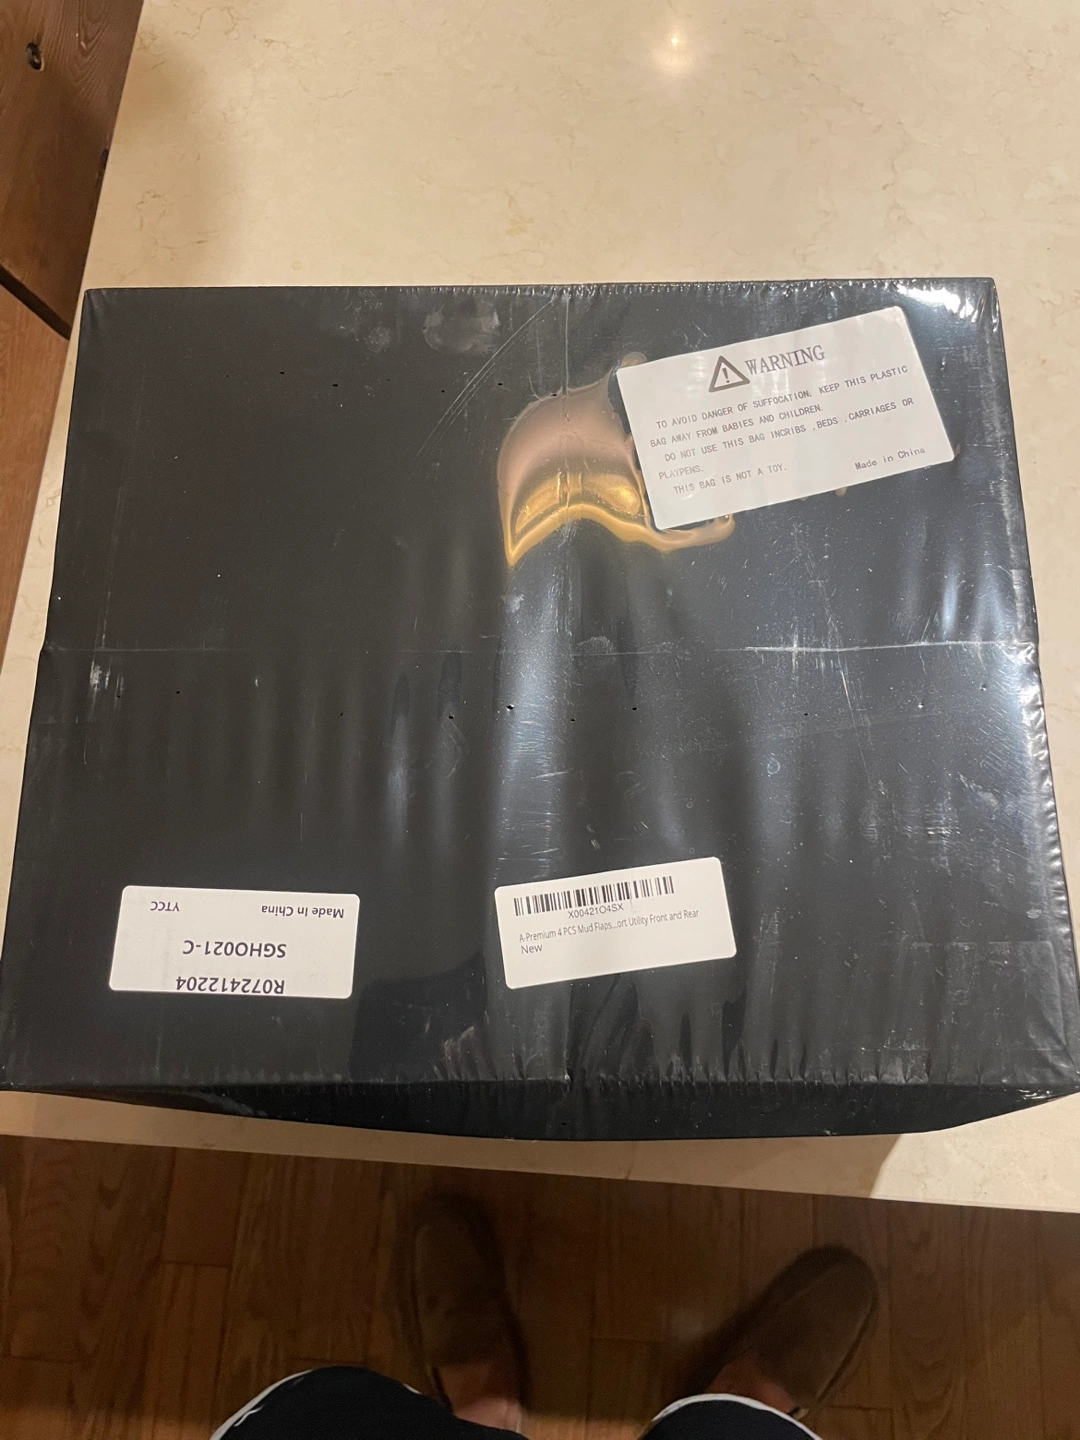 WARNING
TO AVOID DANGER OF SUFFOCATION, KEEP THIS PLASTIC
BAG AWAY FROM BABIES AND CHILDREN.
DO NOT USE THIS BAG INCRIBS ,BEDS ,CARRIAGES OR
PLAYPENS.
THIS BAG IS NOT A TOY.
Made in China
X00421O4SX
A-Premium 4 PCS Mud Flaps...ort Utility Front and Rear
New
R072412204
SGHO021-C
Made In China YTCC